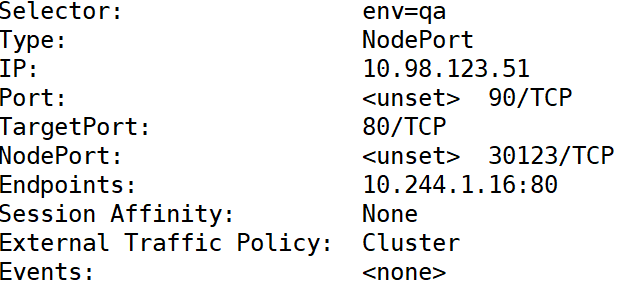 Selector: env=qa
Type: NodePort
IP: 10.98.123.51
Port: <unset> 90/TCP
TargetPort: 80/TCP
NodePort: <unset> 30123/TCP
Endpoints: 10.244.1.16:80
Session Affinity: None
External Traffic Policy: Cluster
Events: <none>